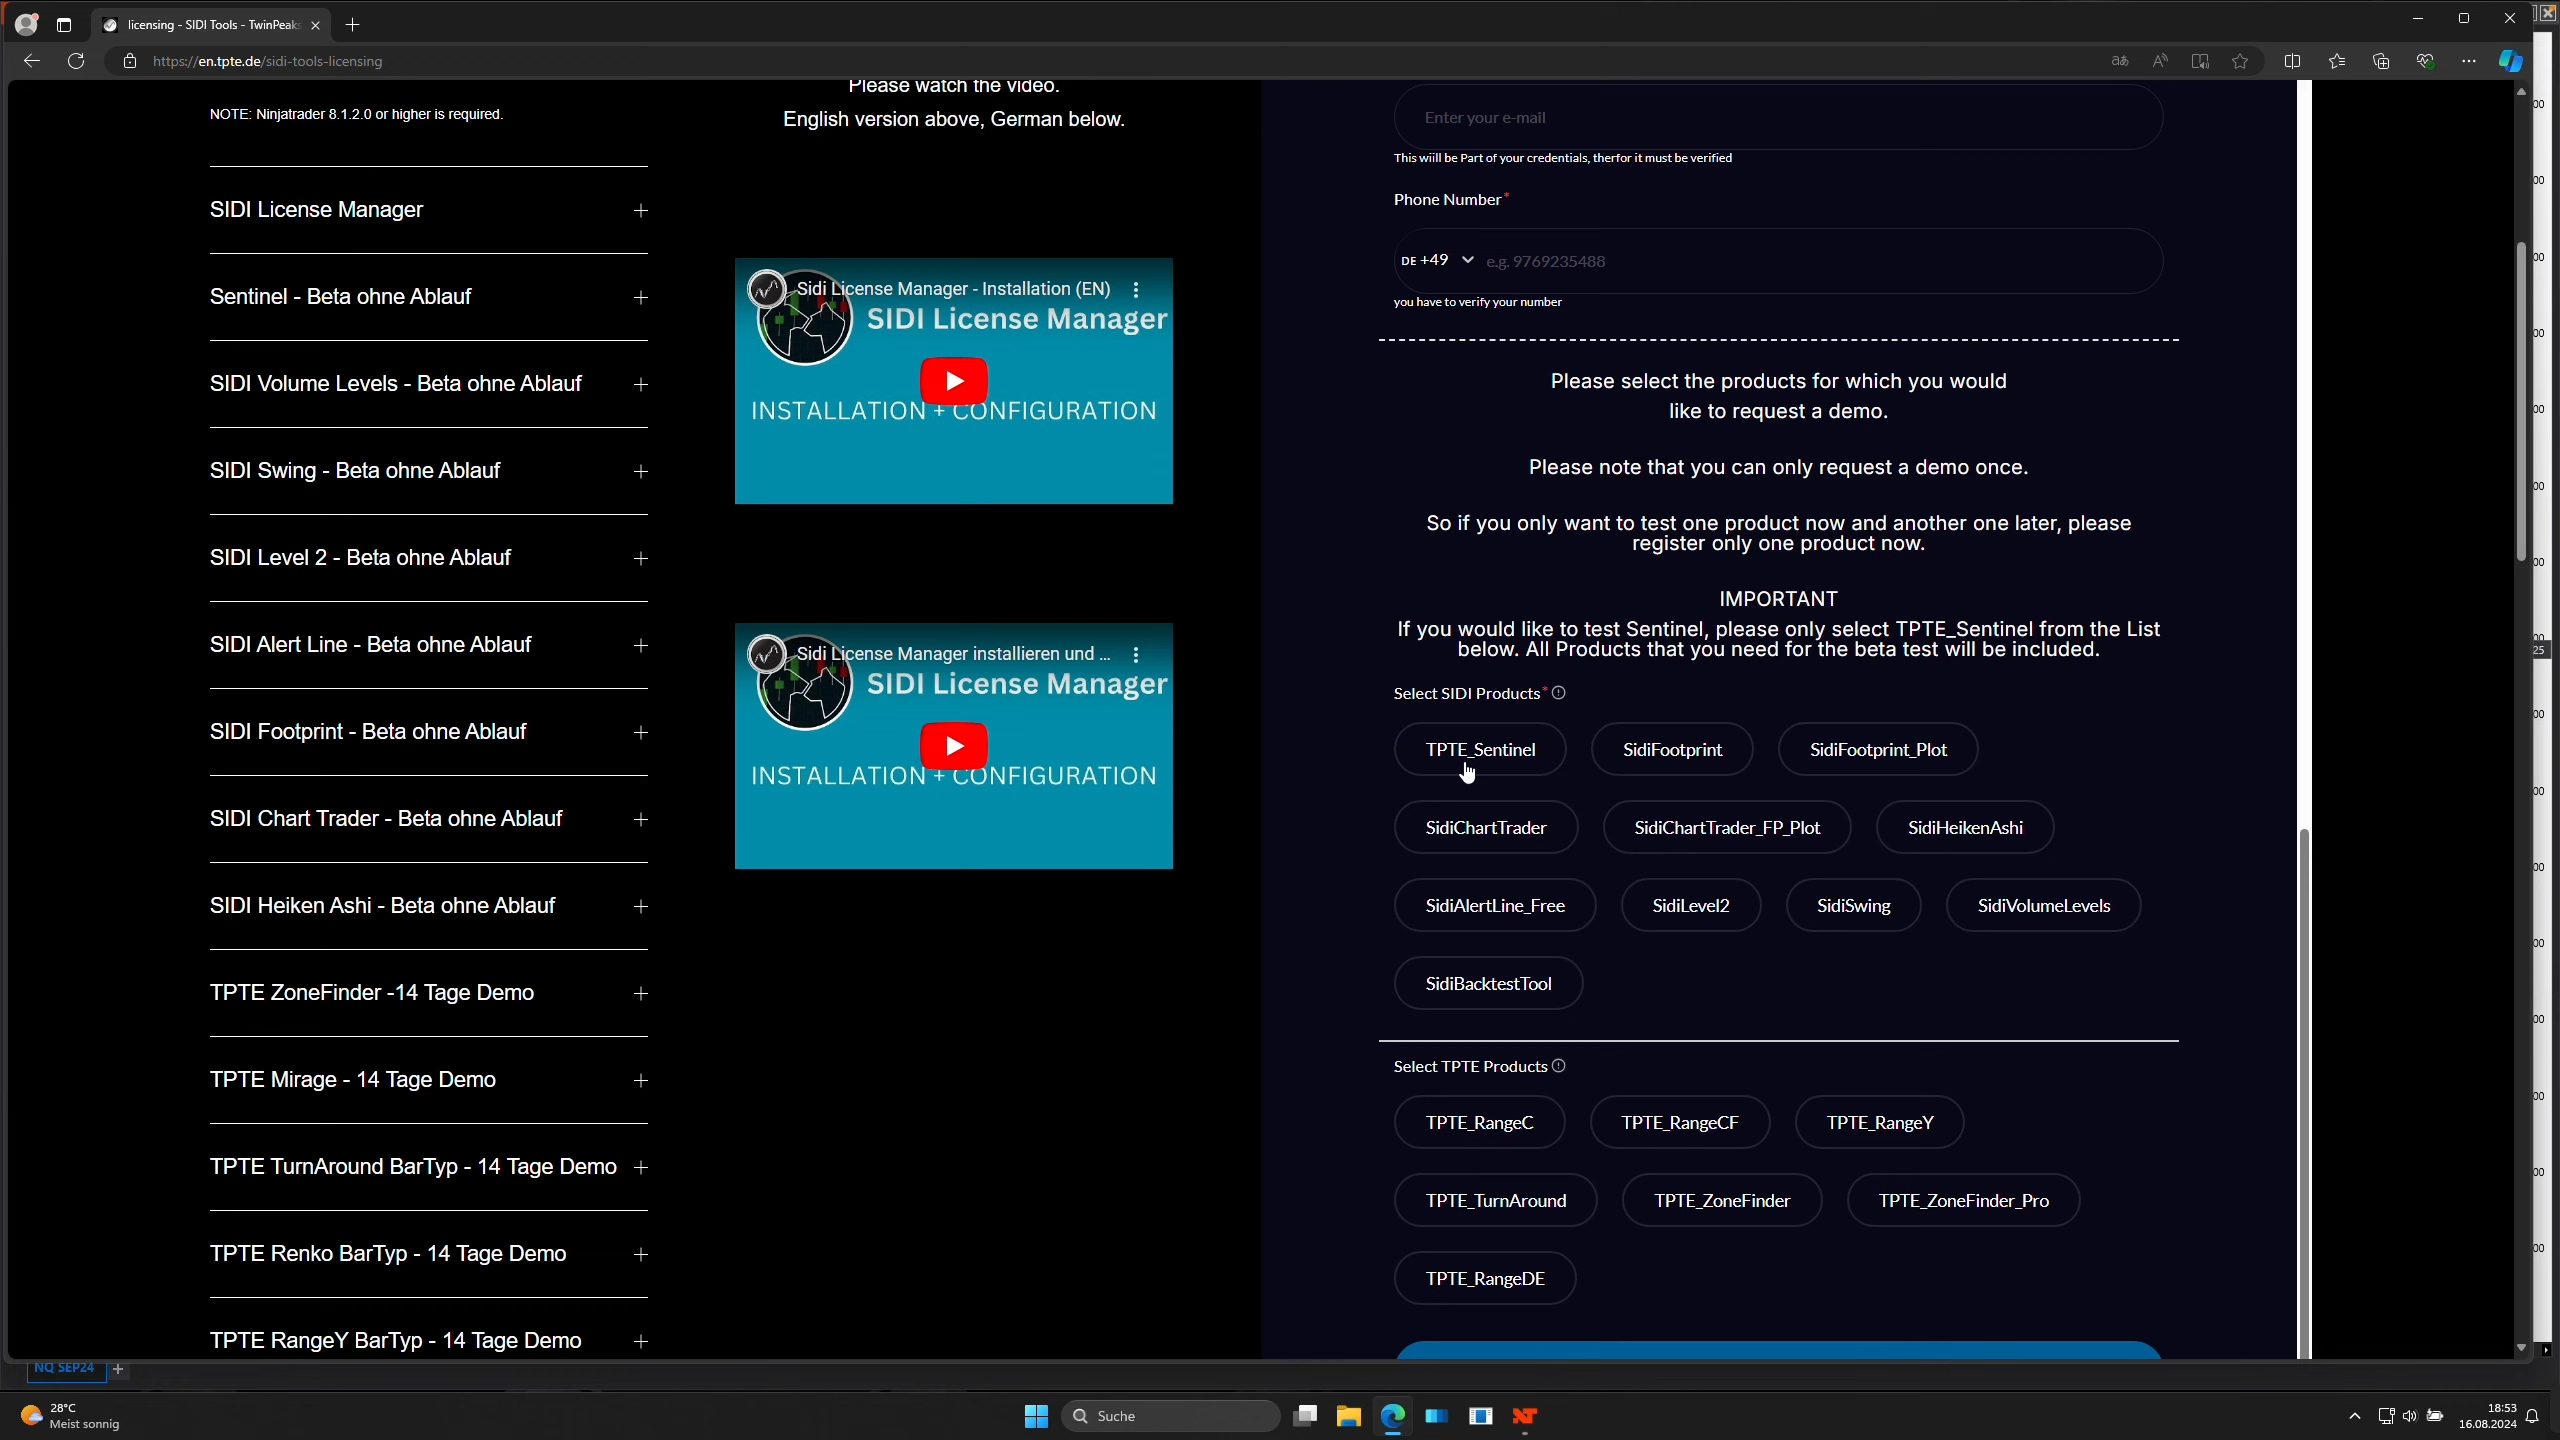 licensing - SIDI Tools - TwinPeaks
https://en.tpte.de/sidi-tools-licensing
NOTE: Ninjatrader 8.1.2.0 or higher is required.
SIDI License Manager
Sentinel - Beta ohne Ablauf
SIDI Volume Levels - Beta ohne Ablauf
SIDI Swing - Beta ohne Ablauf
SIDI Level 2 - Beta ohne Ablauf
SIDI Alert Line - Beta ohne Ablauf
SIDI Footprint - Beta ohne Ablauf
SIDI Chart Trader - Beta ohne Ablauf
SIDI Heiken Ashi - Beta ohne Ablauf
TPTE ZoneFinder -14 Tage Demo
TPTE Mirage - 14 Tage Demo
TPTE TurnAround BarTyp - 14 Tage Demo
TPTE Renko BarTyp - 14 Tage Demo
TPTE RangeY BarTyp - 14 Tage Demo
Please watch the video.
English version above, German below.
Sidi License Manager - Installation (EN)
SIDI License Manager
INSTALLATION + CONFIGURATION
Sidi License Manager installieren und ...
SIDI License Manager
INSTALLATION + CONFIGURATION
Enter your e-mail
This wiill be Part of your credentials, therfor it must be verified
Phone Number*
DE +49 e.g. 9769235488
you have to verify your number
Please select the products for which you would
like to request a demo.
Please note that you can only request a demo once.
So if you only want to test one product now and another one later, please
register only one product now.
IMPORTANT
If you would like to test Sentinel, please only select TPTE_Sentinel from the List
below. All Products that you need for the beta test will be included.
Select SIDI Products*
TPTE_Sentinel SidiFootprint SidiFootprint_Plot
SidiChartTrader SidiChartTrader_FP_Plot SidiHeikenAshi
SidiAlertLine_Free SidiLevel2 SidiSwing SidiVolumeLevels
SidiBacktestTool
Select TPTE Products
TPTE_RangeC TPTE_RangeCF TPTE_RangeY
TPTE_TurnAround TPTE_ZoneFinder TPTE_ZoneFinder_Pro
TPTE_RangeDE
NQ SEP24
28°C
Meist sonnig
Suche
18:53
16.08.2024